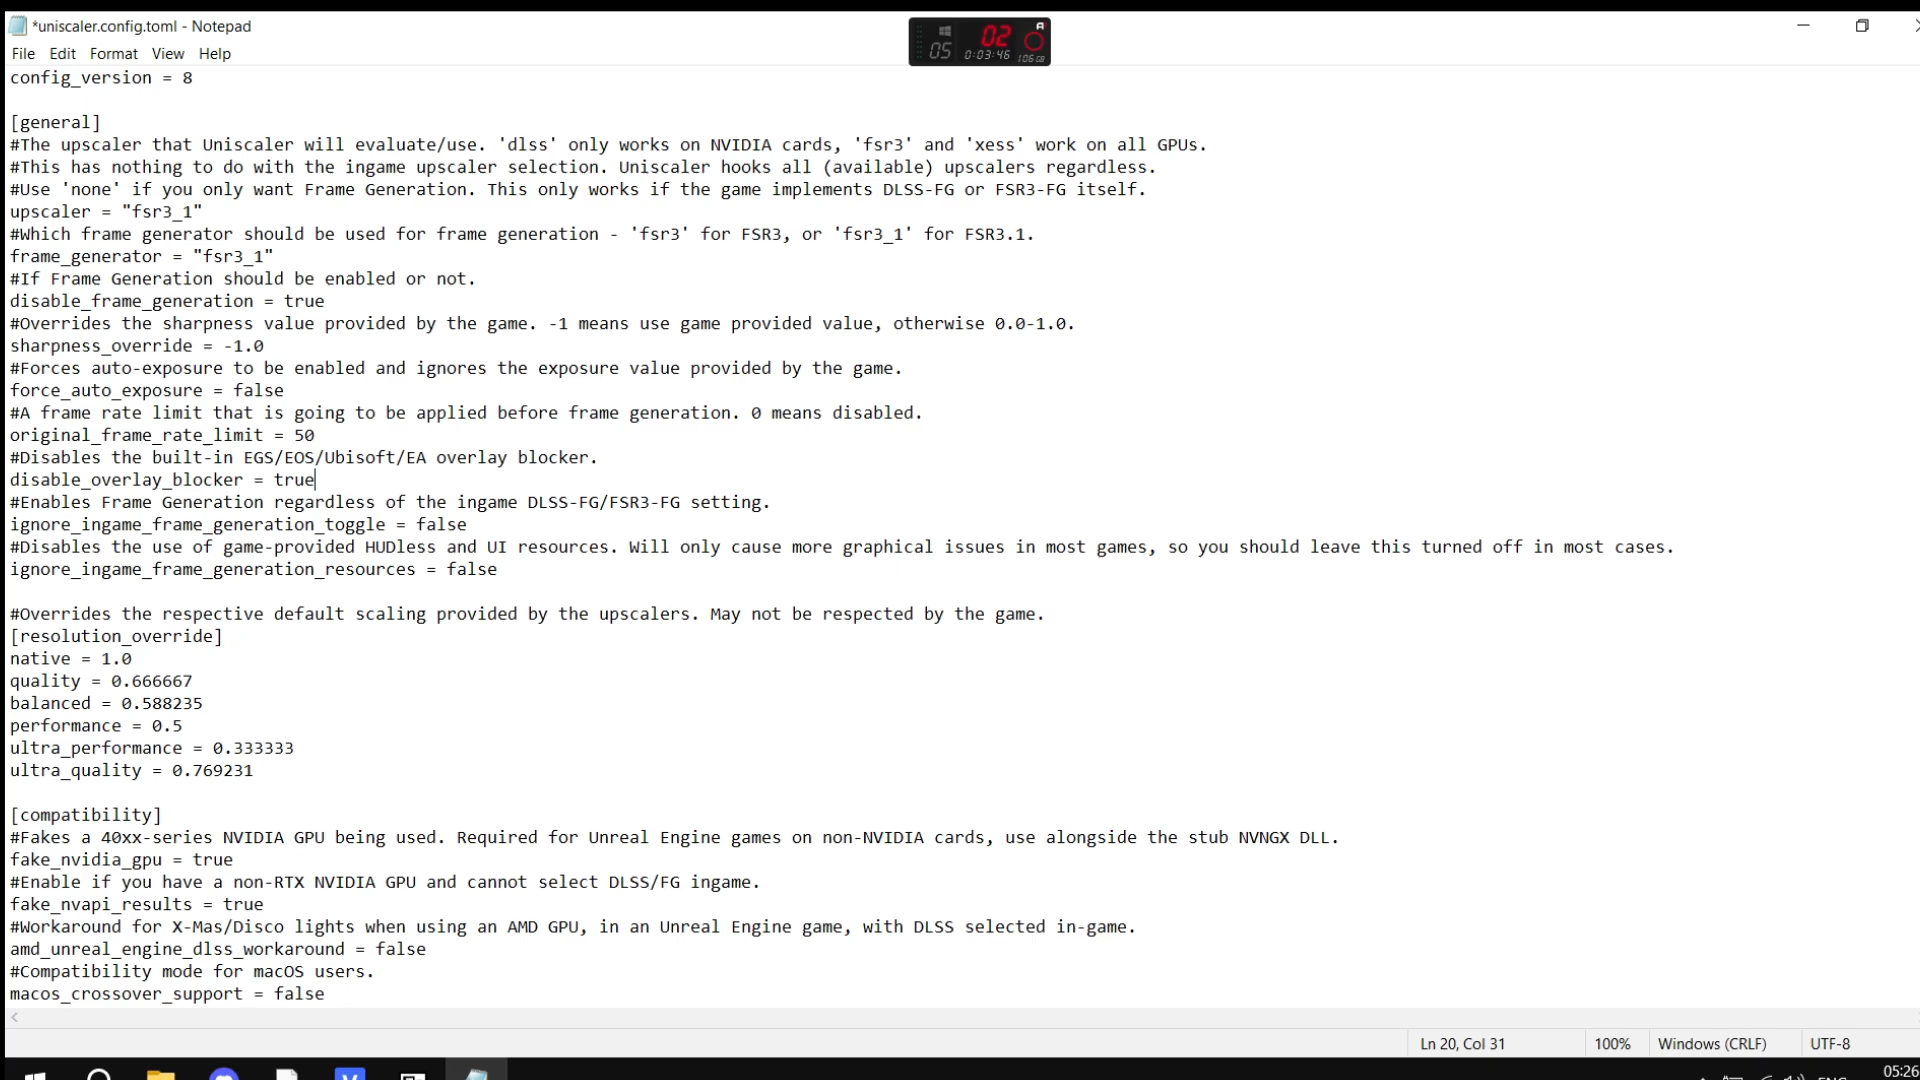 *uniscaler.config.toml - Notepad
File Edit Format View Help
05 02 0:03:46 106GB
config_version = 8
[general]
#The upscaler that Uniscaler will evaluate/use. 'dlss' only works on NVIDIA cards, 'fsr3' and 'xess' work on all GPUs.
#This has nothing to do with the ingame upscaler selection. Uniscaler hooks all (available) upscalers regardless.
#Use 'none' if you only want Frame Generation. This only works if the game implements DLSS-FG or FSR3-FG itself.
upscaler = "fsr3_1"
#Which frame generator should be used for frame generation - 'fsr3' for FSR3, or 'fsr3_1' for FSR3.1.
frame_generator = "fsr3_1"
#If Frame Generation should be enabled or not.
disable_frame_generation = true
#Overrides the sharpness value provided by the game. -1 means use game provided value, otherwise 0.0-1.0.
sharpness_override = -1.0
#Forces auto-exposure to be enabled and ignores the exposure value provided by the game.
force_auto_exposure = false
#A frame rate limit that is going to be applied before frame generation. 0 means disabled.
original_frame_rate_limit = 50
#Disables the built-in EGS/EOS/Ubisoft/EA overlay blocker.
disable_overlay_blocker = true
#Enables Frame Generation regardless of the ingame DLSS-FG/FSR3-FG setting.
ignore_ingame_frame_generation_toggle = false
#Disables the use of game-provided HUDless and UI resources. Will only cause more graphical issues in most games, so you should leave this turned off in most cases.
ignore_ingame_frame_generation_resources = false
#Overrides the respective default scaling provided by the upscalers. May not be respected by the game.
[resolution_override]
native = 1.0
quality = 0.666667
balanced = 0.588235
performance = 0.5
ultra_performance = 0.333333
ultra_quality = 0.769231
[compatibility]
#Fakes a 40xx-series NVIDIA GPU being used. Required for Unreal Engine games on non-NVIDIA cards, use alongside the stub NVNGX DLL.
fake_nvidia_gpu = true
#Enable if you have a non-RTX NVIDIA GPU and cannot select DLSS/FG ingame.
fake_nvapi_results = true
#Workaround for X-Mas/Disco lights when using an AMD GPU, in an Unreal Engine game, with DLSS selected in-game.
amd_unreal_engine_dlss_workaround = false
#Compatibility mode for macOS users.
macos_crossover_support = false
Ln 20, Col 31 100% Windows (CRLF) UTF-8
05:26